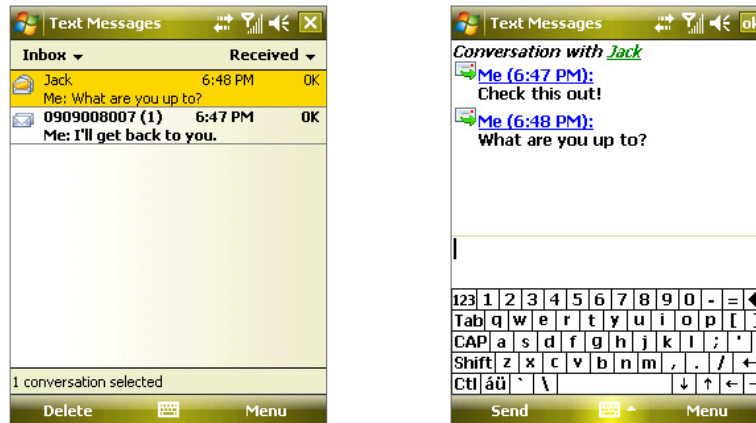 Text Messages
Inbox Received
Jack 6:48 PM 0K
Me: What are you up to?
0909008007 (1) 6:47 PM 0K
Me: I'll get back to you.
1 conversation selected
Delete Menu
Text Messages ok
Conversation with Jack
Me (6:47 PM):
Check this out!
Me (6:48 PM):
What are you up to?
123 1 2 3 4 5 6 7 8 9 0 - =
Tab q w e r t y u i o p [ ]
CAP a s d f g h j k l ; '
Shift z x c v b n m , . /
Ctl áü ` \
Send Menu